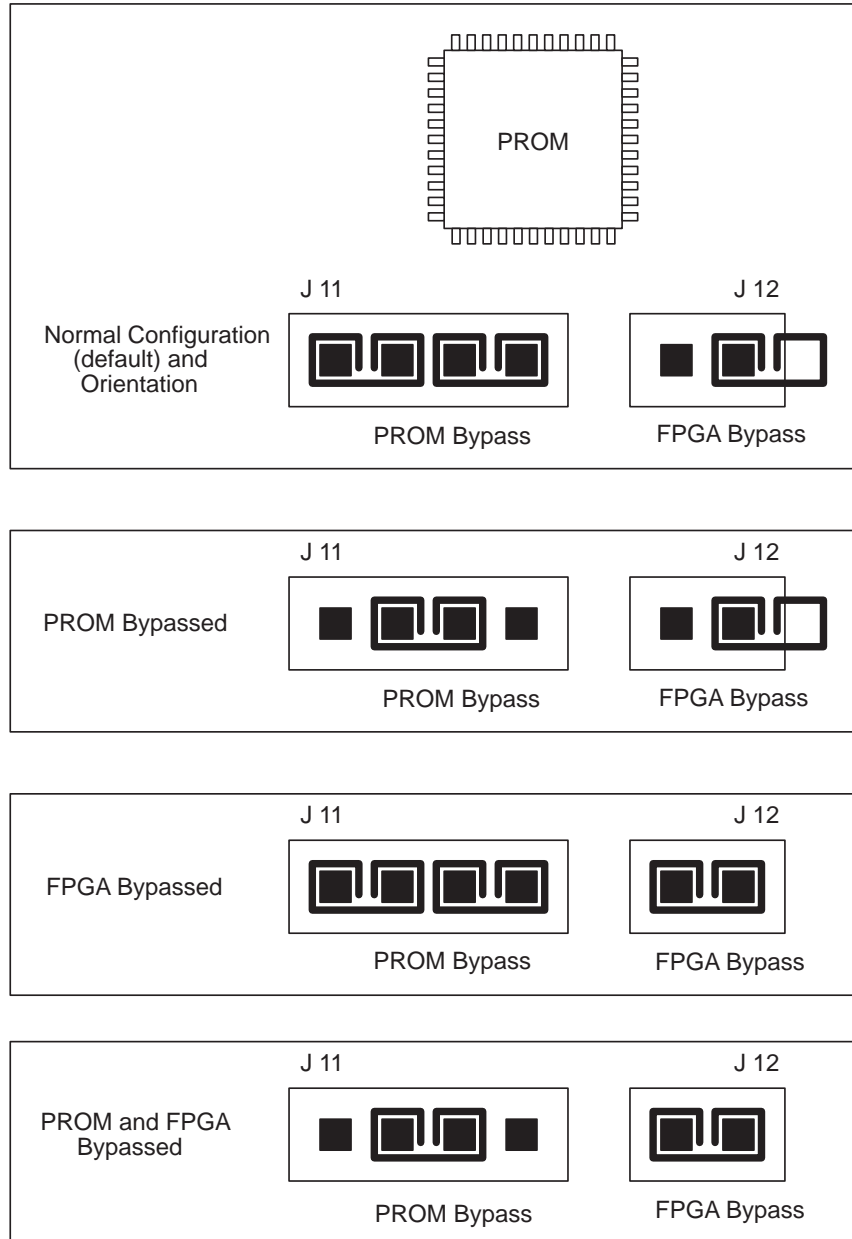 PROM
J 11
J 12
Normal Configuration
(default) and
Orientation
PROM Bypass
FPGA Bypass
J 11
J 12
PROM Bypassed
PROM Bypass
FPGA Bypass
J 11
J 12
FPGA Bypassed
PROM Bypass
FPGA Bypass
J 11
J 12
PROM and FPGA
Bypassed
PROM Bypass
FPGA Bypass